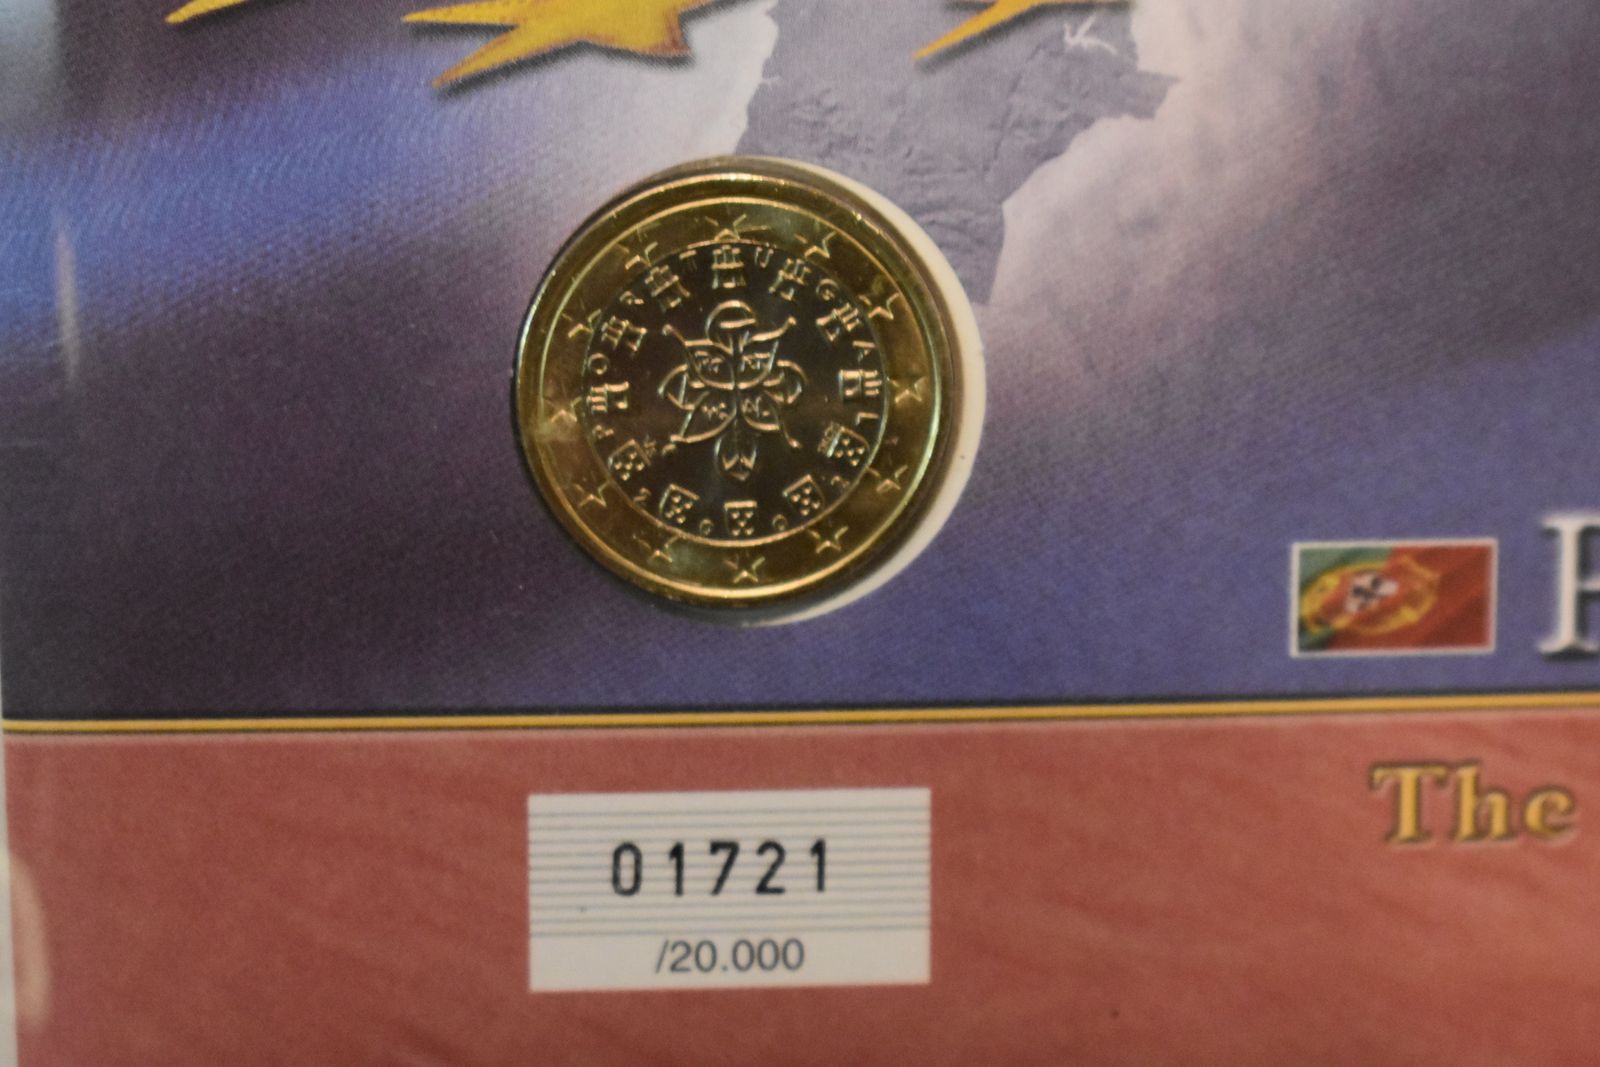 PORTUGAL
2002
P
The
01721
/20.000